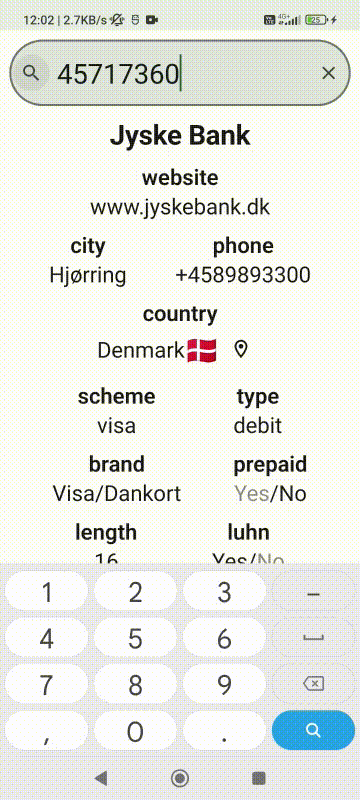 12:02 | 2.7KB/s
4G+
25
45717360
Jyske Bank
website
www.jyskebank.dk
city phone
Hjørring +4589893300
country
Denmark
scheme type
visa debit
brand prepaid
Visa/Dankort Yes/No
length luhn
16 Yes/No
1 2 3 –
4 5 6
7 8 9
, 0 .